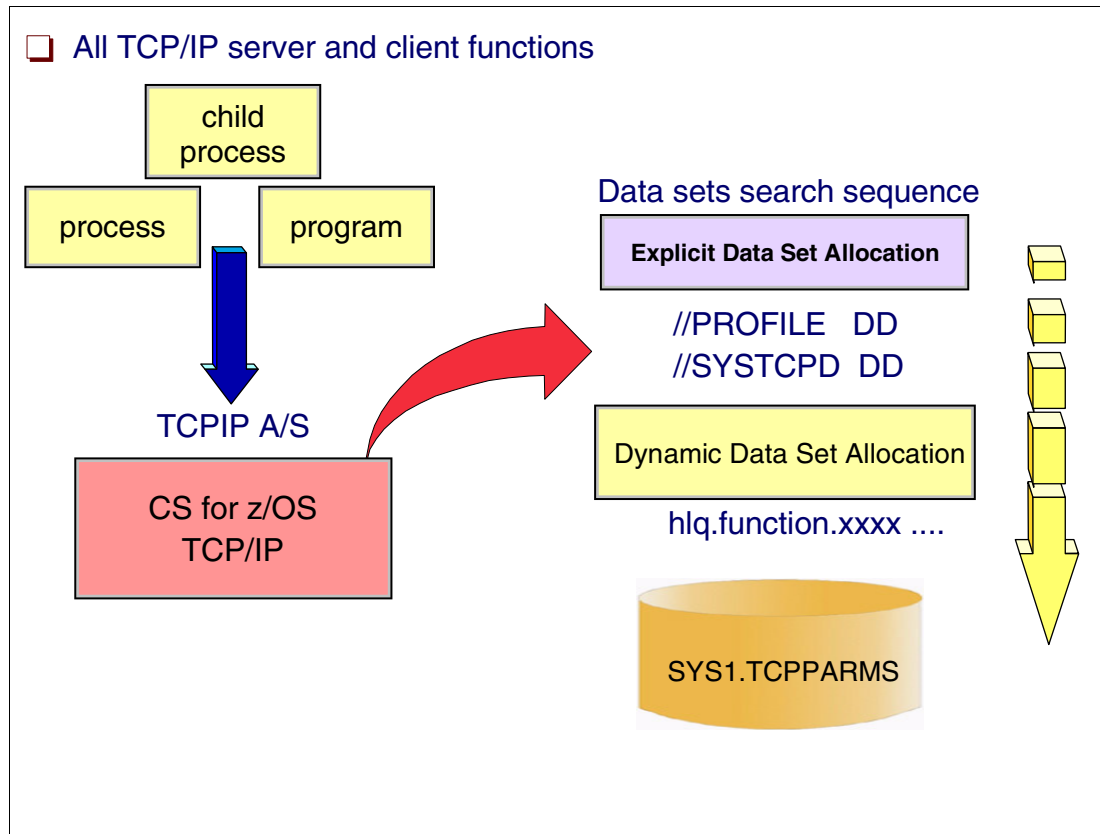 All TCP/IP server and client functions
child
process
process
program
TCPIP A/S
CS for z/OS
TCP/IP
Data sets search sequence
Explicit Data Set Allocation
//PROFILE DD
//SYSTCPD DD
Dynamic Data Set Allocation
hlq.function.xxxx ....
SYS1.TCPPARMS